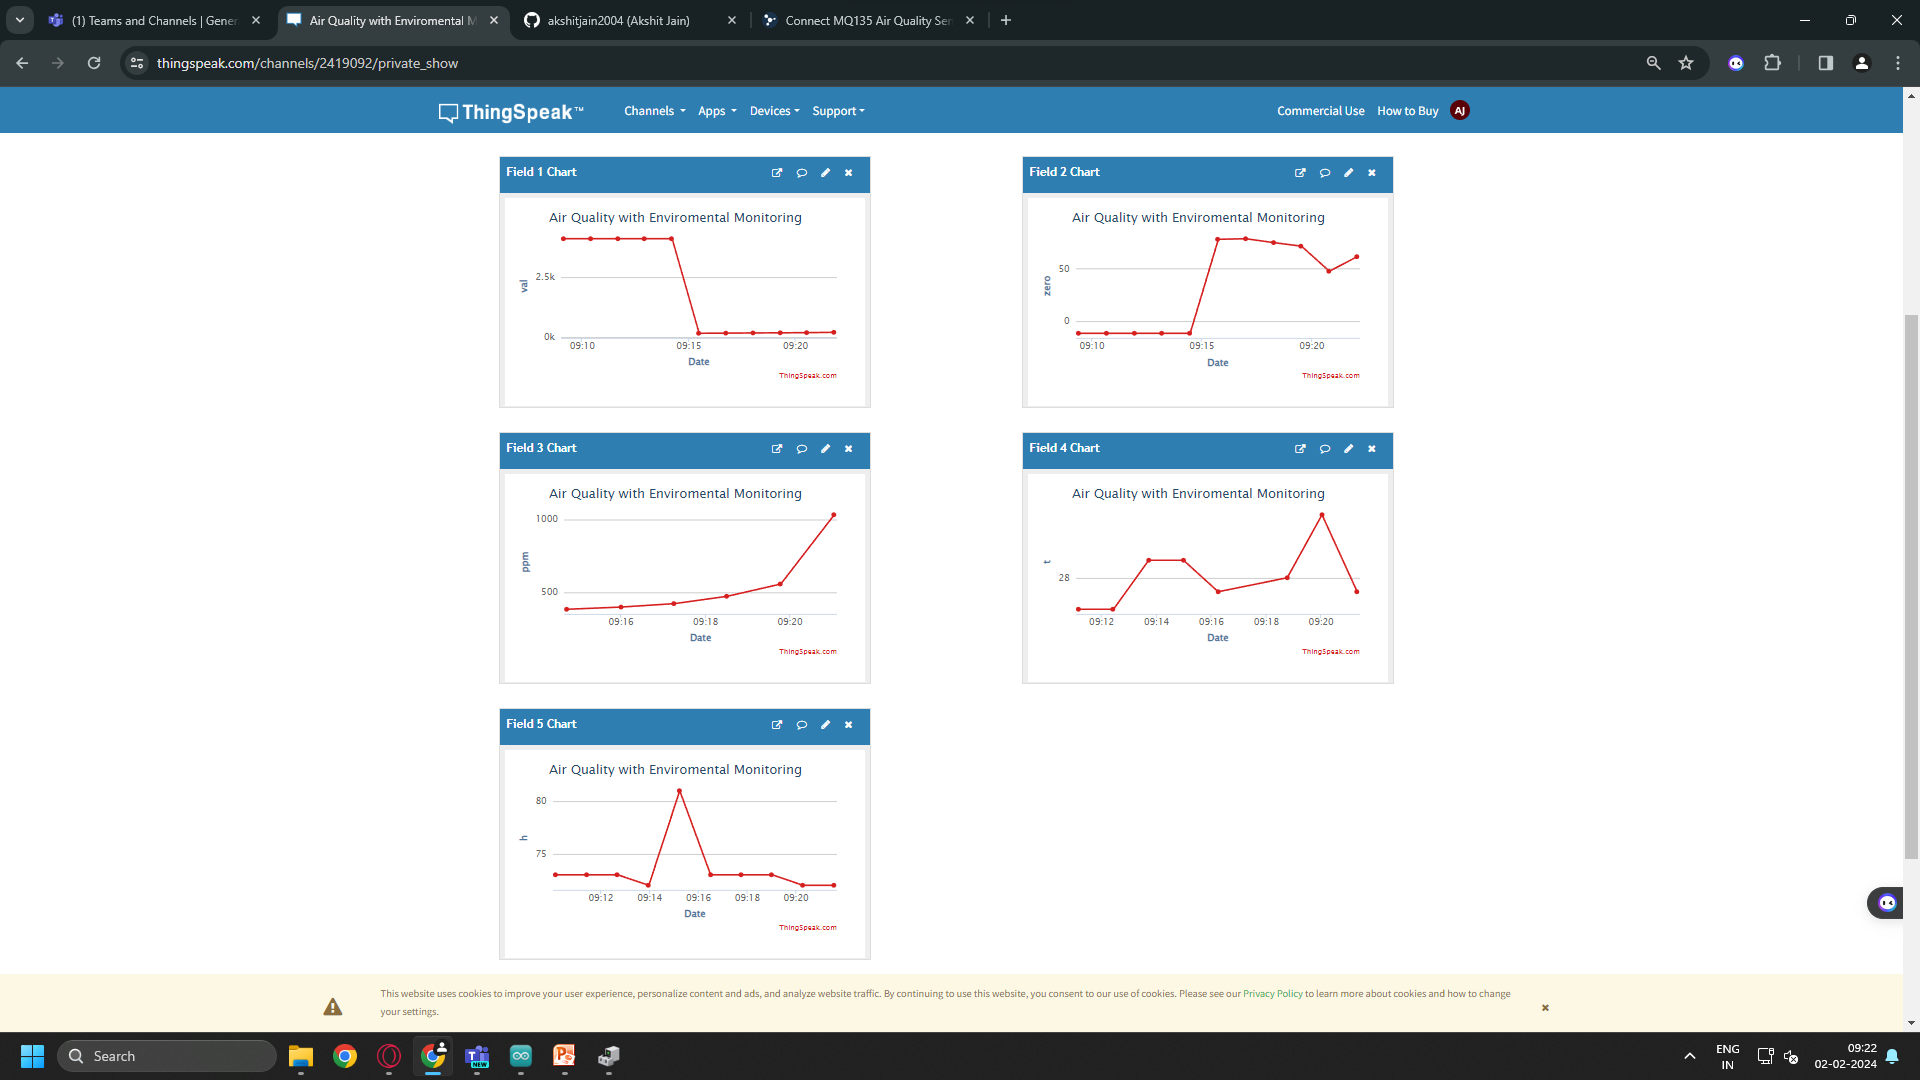 (1) Teams and Channels | Gener
Air Quality with Enviromental M
akshitjain2004 (Akshit Jain)
Connect MQ135 Air Quality Sen
thingspeak.com/channels/2419092/private_show
ThingSpeak™
Channels
Apps
Devices
Support
Commercial Use
How to Buy
AJ
Field 1 Chart
Air Quality with Enviromental Monitoring
val
2.5k
0k
09:10 09:15 09:20
Date
ThingSpeak.com
Field 2 Chart
Air Quality with Enviromental Monitoring
zero
50
0
09:10 09:15 09:20
Date
ThingSpeak.com
Field 3 Chart
Air Quality with Enviromental Monitoring
ppm
1000
500
09:16 09:18 09:20
Date
ThingSpeak.com
Field 4 Chart
Air Quality with Enviromental Monitoring
t
28
09:12 09:14 09:16 09:18 09:20
Date
ThingSpeak.com
Field 5 Chart
Air Quality with Enviromental Monitoring
h
80
75
09:12 09:14 09:16 09:18 09:20
Date
ThingSpeak.com
This website uses cookies to improve your user experience, personalize content and ads, and analyze website traffic. By continuing to use this website, you consent to our use of cookies. Please see our Privacy Policy to learn more about cookies and how to change
your settings.
Search
NEW
ENG
IN
09:22
02-02-2024